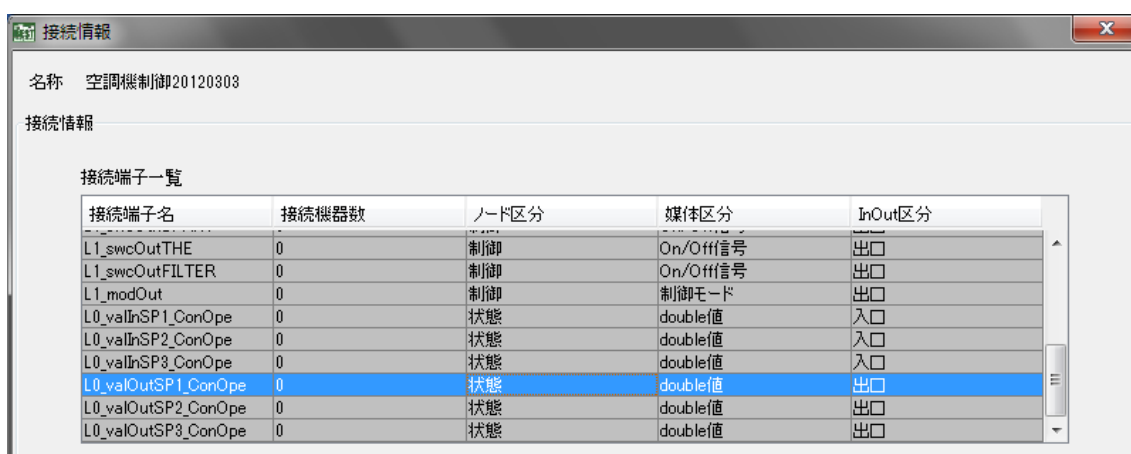 接続情報
名称 空調機制御20120303
接続情報
接続端子一覧
接続端子名 接続機器数 ノード区分 媒体区分 InOut区分
L1_swcOutTHE 0 制御 On/Off信号 出口
L1_swcOutFILTER 0 制御 On/Off信号 出口
L1_modOut 0 制御 制御モード 出口
L0_valInSP1_ConOpe 0 状態 double値 入口
L0_valInSP2_ConOpe 0 状態 double値 入口
L0_valInSP3_ConOpe 0 状態 double値 入口
L0_valOutSP1_ConOpe 0 状態 double値 出口
L0_valOutSP2_ConOpe 0 状態 double値 出口
L0_valOutSP3_ConOpe 0 状態 double値 出口